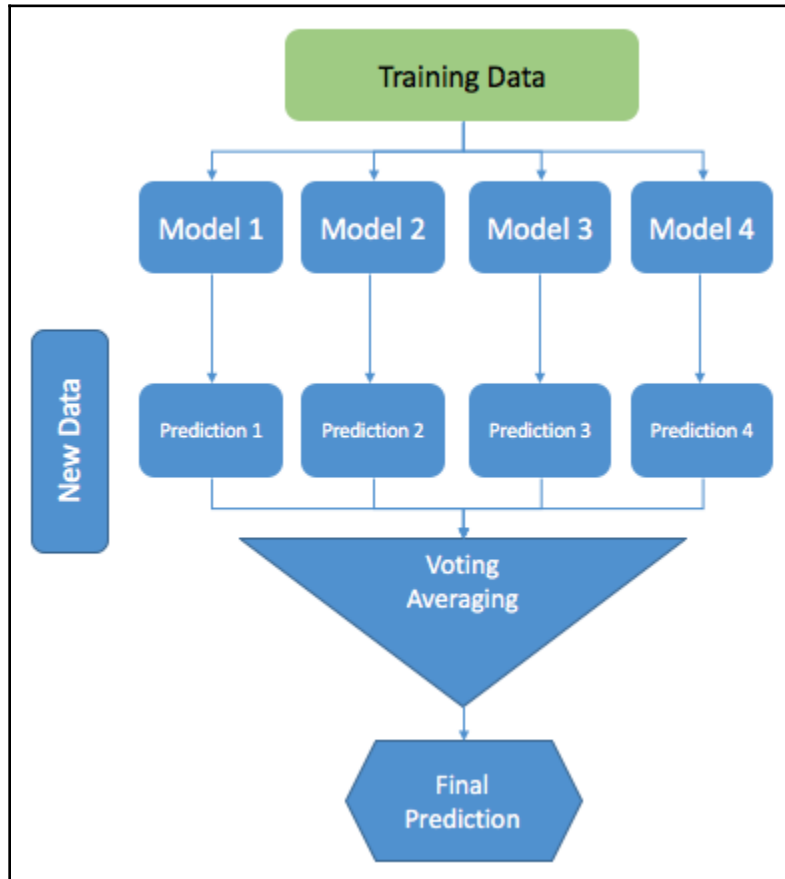 Training Data
Model 1
Model 2
Model 3
Model 4
New Data
Prediction 1
Prediction 2
Prediction 3
Prediction 4
Voting
Averaging
Final
Prediction